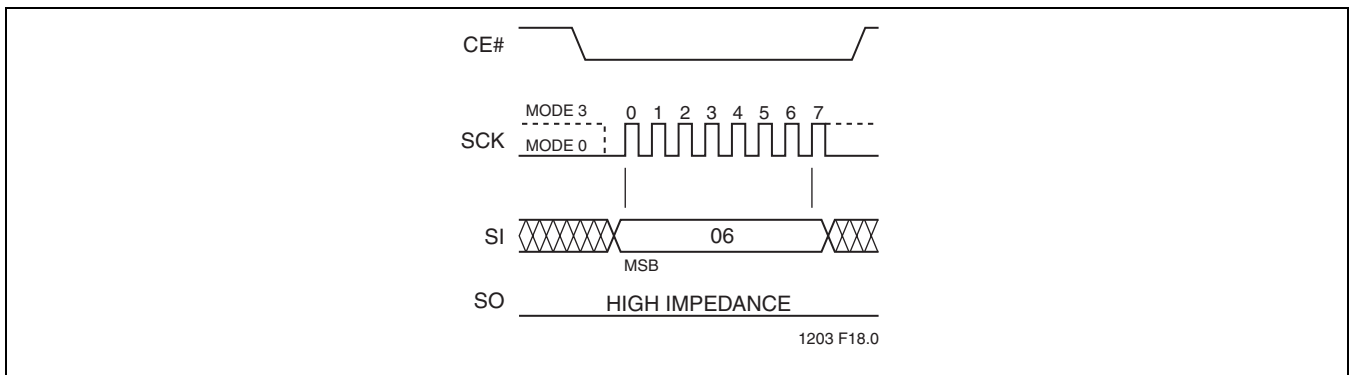 CE#
MODE 3
0 1 2 3 4 5 6 7
SCK
MODE 0
SI
06
MSB
SO
HIGH IMPEDANCE
1203 F18.0